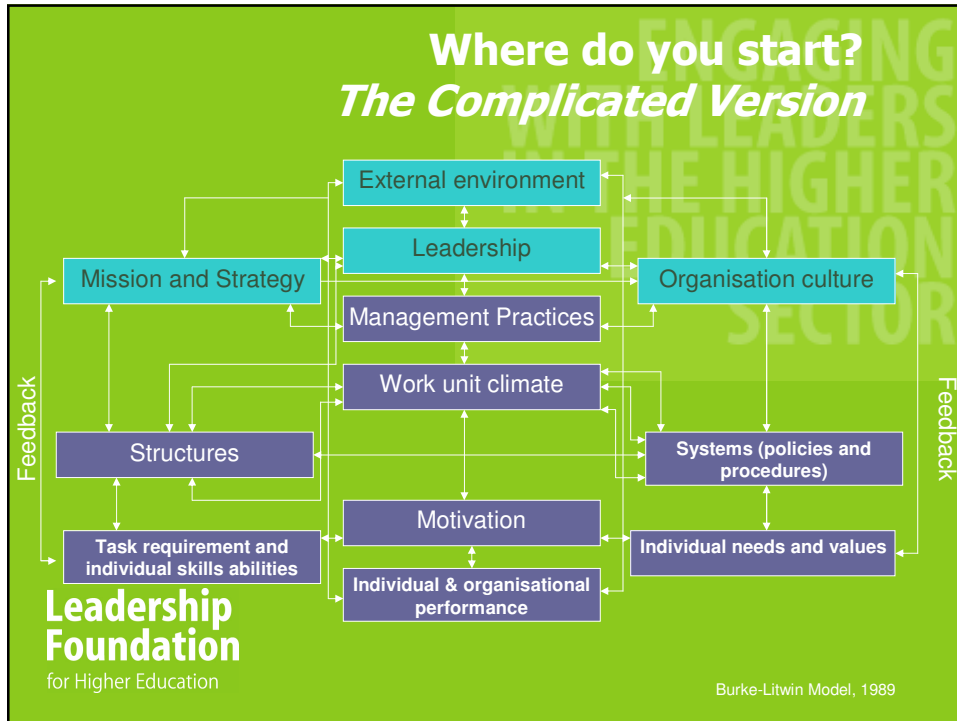 Where do you start?
The Complicated Version
ENGAGING
WITH LEADERS
IN THE HIGHER
EDUCATION
SECTOR
External environment
Leadership
Mission and Strategy
Organisation culture
Management Practices
Work unit climate
Feedback
Feedback
Structures
Systems (policies and
procedures)
Motivation
Task requirement and
individual skills abilities
Individual needs and values
Individual & organisational
performance
Leadership
Foundation
for Higher Education
Burke-Litwin Model, 1989